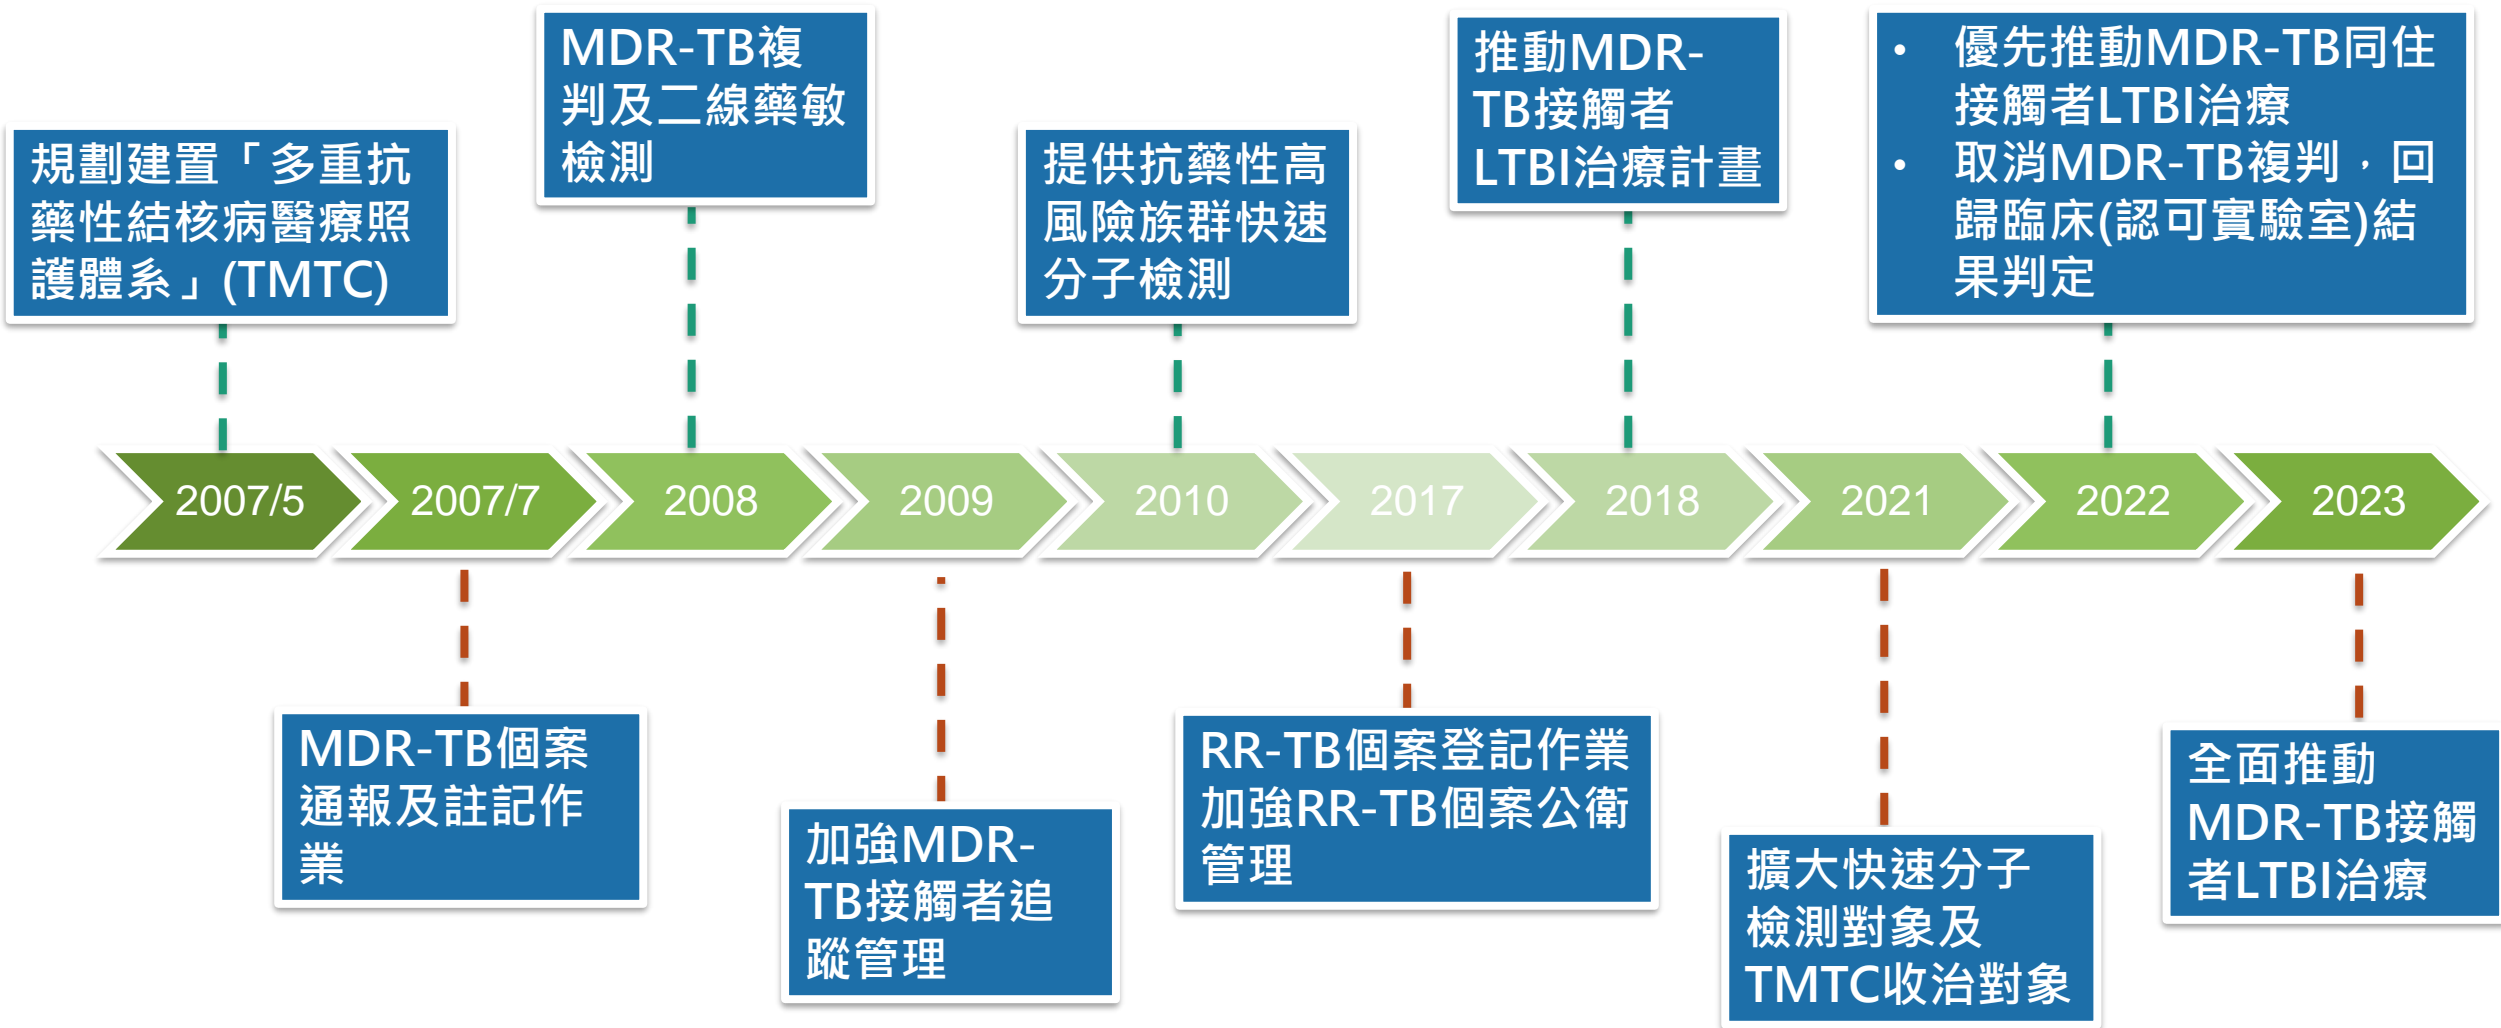 MDR-TB複
判及二線藥敏
檢測
推動MDR-
TB接觸者
LTBI治療計畫
• 優先推動MDR-TB同住
接觸者LTBI治療
• 取消MDR-TB複判，回
歸臨床(認可實驗室)結
果判定
規劃建置「多重抗
藥性結核病醫療照
護體系」(TMTC)
提供抗藥性高
風險族群快速
分子檢測
2007/5
2007/7
2008
2009
2010
2017
2018
2021
2022
2023
MDR-TB個案
通報及註記作
業
加強MDR-
TB接觸者追
蹤管理
RR-TB個案登記作業
加強RR-TB個案公衛
管理
擴大快速分子
檢測對象及
TMTC收治對象
全面推動
MDR-TB接觸
者LTBI治療